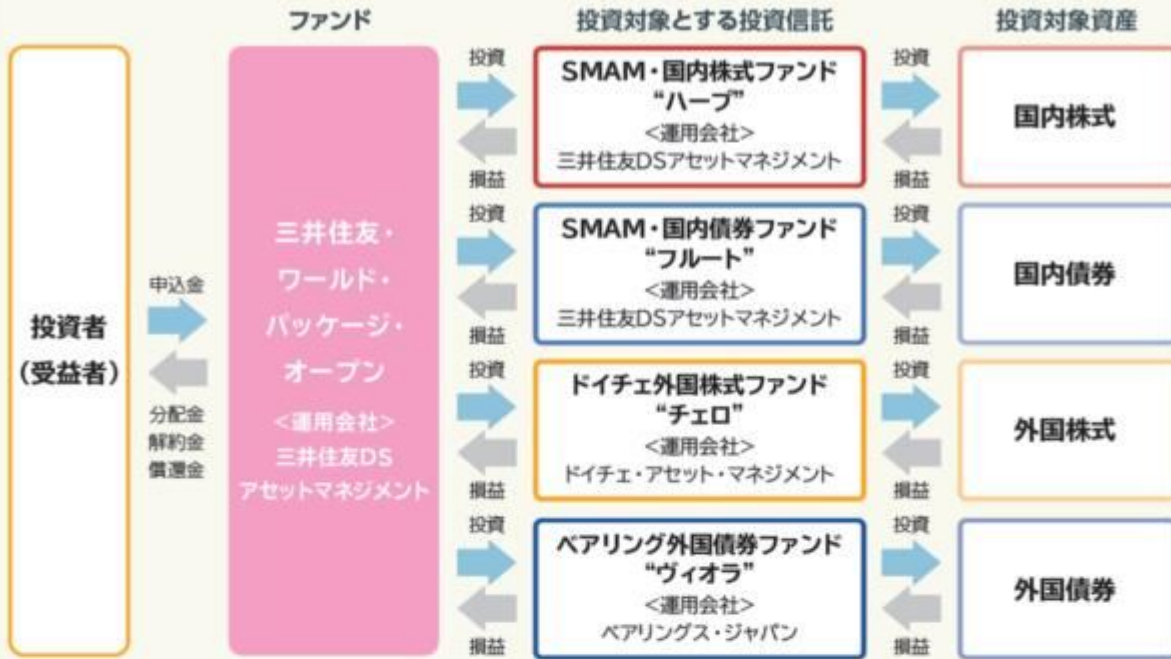 ファンド
投資対象とする投資信託
投資対象資産
投資者
(受益者)
申込金
分配金
解約金
償還金
三井住友・
ワールド・
パッケージ・
オープン
<運用会社>
三井住友DS
アセットマネジメント
投資
損益
SMAM・国内株式ファンド
“ハープ”
<運用会社>
三井住友DSアセットマネジメント
投資
損益
国内株式
投資
損益
SMAM・国内債券ファンド
“フルート”
<運用会社>
三井住友DSアセットマネジメント
投資
損益
国内債券
投資
損益
ドイチェ外国株式ファンド
“チェロ”
<運用会社>
ドイチェ・アセット・マネジメント
投資
損益
外国株式
投資
損益
ベアリング外国債券ファンド
“ヴィオラ”
<運用会社>
ベアリングス・ジャパン
投資
損益
外国債券